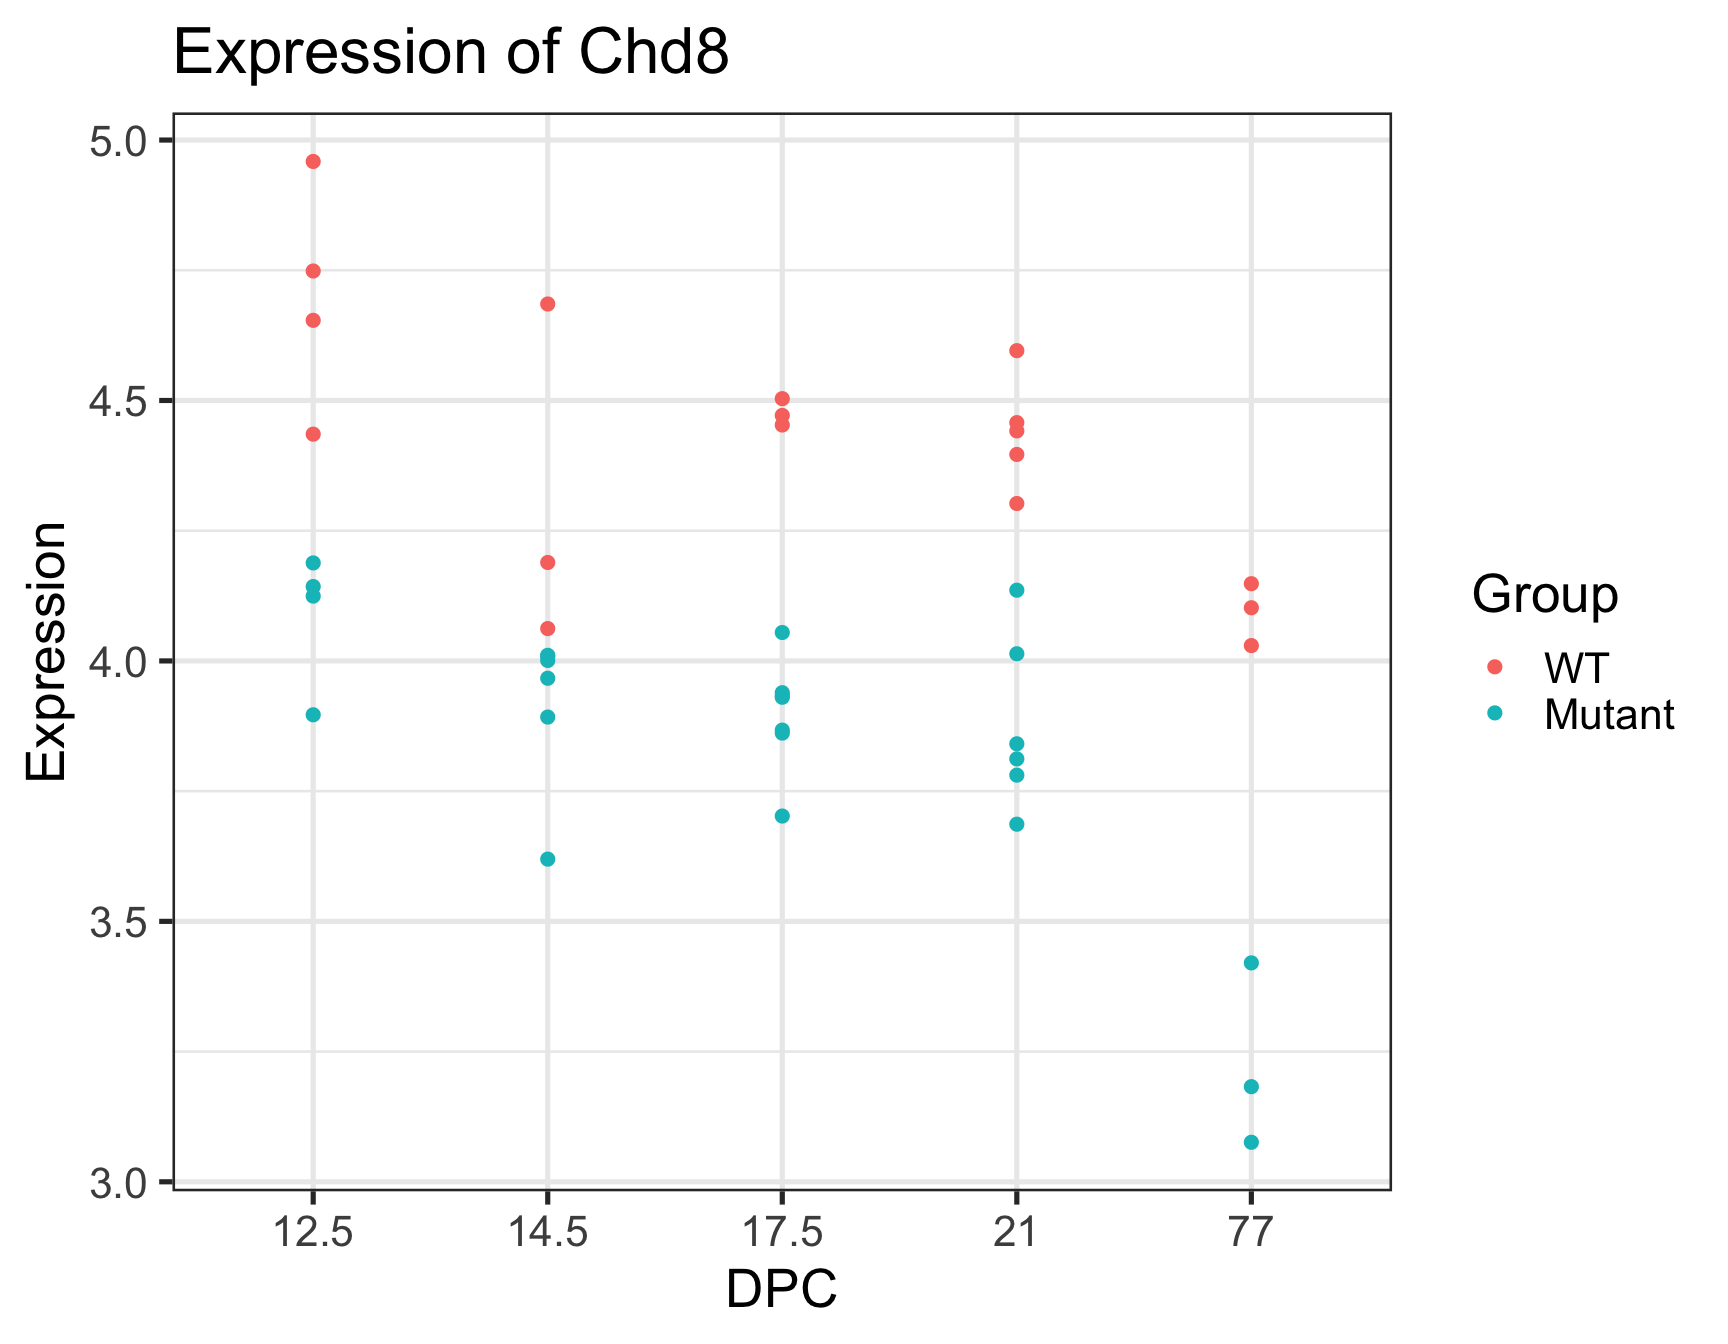 Expression of Chd8
5.0
4.5
4.0
3.5
3.0
Expression
12.5 14.5 17.5 21 77
DPC
Group
WT
Mutant